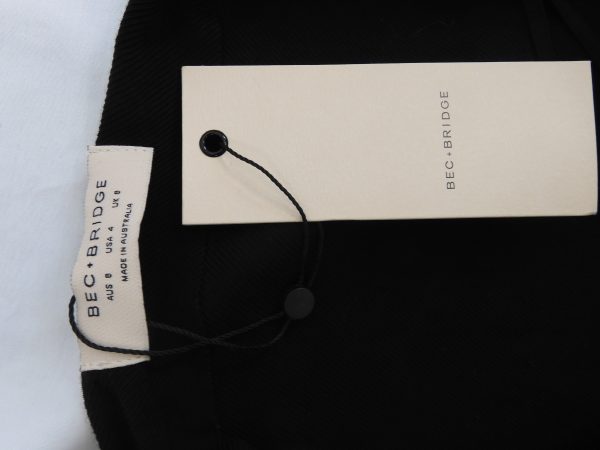 BEC + BRIDGE
AUS 8 USA 4 UK 8
MADE IN AUSTRALIA
BEC + BRIDGE